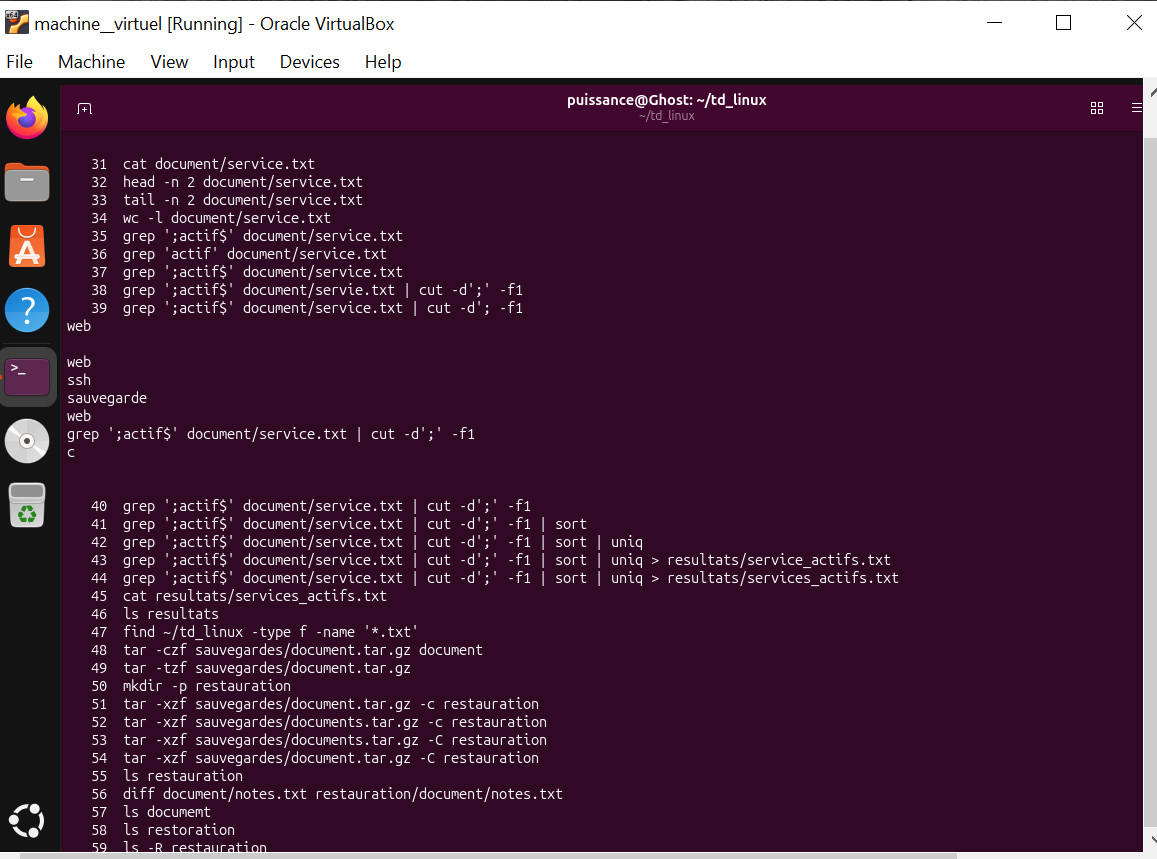 machine__virtuel [Running] - Oracle VirtualBox
File Machine View Input Devices Help
puissance@Ghost: ~/td_linux
~/td_linux
31 cat document/service.txt
32 head -n 2 document/service.txt
33 tail -n 2 document/service.txt
34 wc -l document/service.txt
35 grep ';actif$' document/service.txt
36 grep 'actif' document/service.txt
37 grep ';actif$' document/service.txt
38 grep ';actif$' document/servie.txt | cut -d';' -f1
39 grep ';actif$' document/service.txt | cut -d'; -f1
web
web
ssh
sauvegarde
web
grep ';actif$' document/service.txt | cut -d';' -f1
c
40 grep ';actif$' document/service.txt | cut -d';' -f1
41 grep ';actif$' document/service.txt | cut -d';' -f1 | sort
42 grep ';actif$' document/service.txt | cut -d';' -f1 | sort | uniq
43 grep ';actif$' document/service.txt | cut -d';' -f1 | sort | uniq > resultats/service_actifs.txt
44 grep ';actif$' document/service.txt | cut -d';' -f1 | sort | uniq > resultats/services_actifs.txt
45 cat resultats/services_actifs.txt
46 ls resultats
47 find ~/td_linux -type f -name '*.txt'
48 tar -czf sauvegardes/document.tar.gz document
49 tar -tzf sauvegardes/document.tar.gz
50 mkdir -p restauration
51 tar -xzf sauvegardes/document.tar.gz -c restauration
52 tar -xzf sauvegardes/documents.tar.gz -c restauration
53 tar -xzf sauvegardes/documents.tar.gz -C restauration
54 tar -xzf sauvegardes/document.tar.gz -C restauration
55 ls restauration
56 diff document/notes.txt restauration/document/notes.txt
57 ls documemt
58 ls restoration
59 ls -R restauration